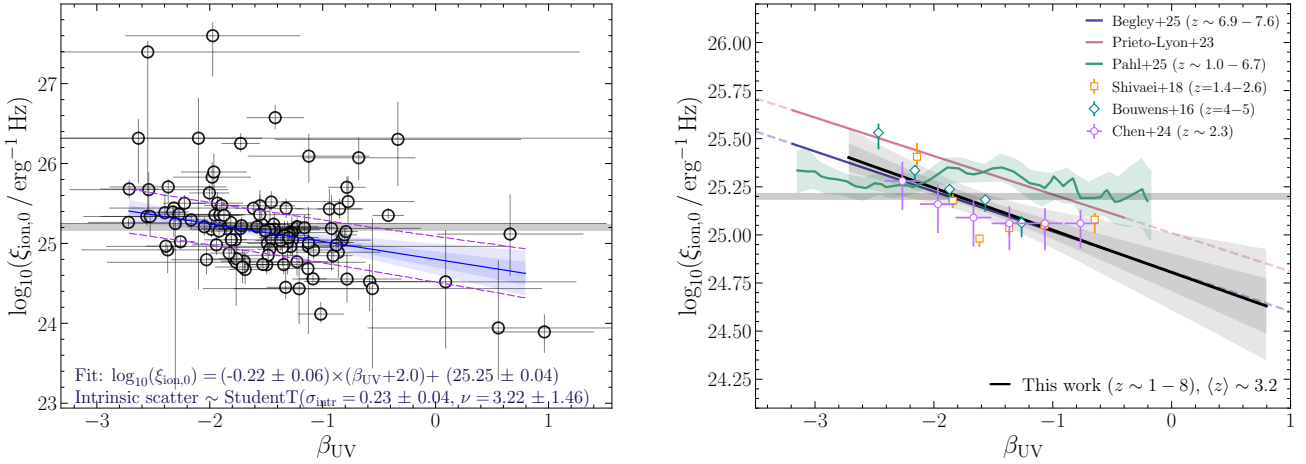 27
26
25
24
23
log₁₀(ξion,0 / erg⁻¹ Hz)
Fit: log₁₀(ξion,0) = (-0.22 ± 0.06)×(βUV+2.0)+ (25.25 ± 0.04)
Intrinsic scatter ∼ StudentT(σintr = 0.23 ± 0.04, ν = 3.22 ± 1.46)
−3 −2 −1 0 1
βUV
26.00
25.75
25.50
25.25
25.00
24.75
24.50
24.25
log₁₀(ξion,0 / erg⁻¹ Hz)
Begley+25 (z ∼ 6.9 − 7.6)
Prieto-Lyon+23
Pahl+25 (z ∼ 1.0 − 6.7)
Shivaei+18 (z=1.4−2.6)
Bouwens+16 (z=4−5)
Chen+24 (z ∼ 2.3)
This work (z ∼ 1 − 8), ⟨z⟩ ∼ 3.2
−3 −2 −1 0 1
βUV